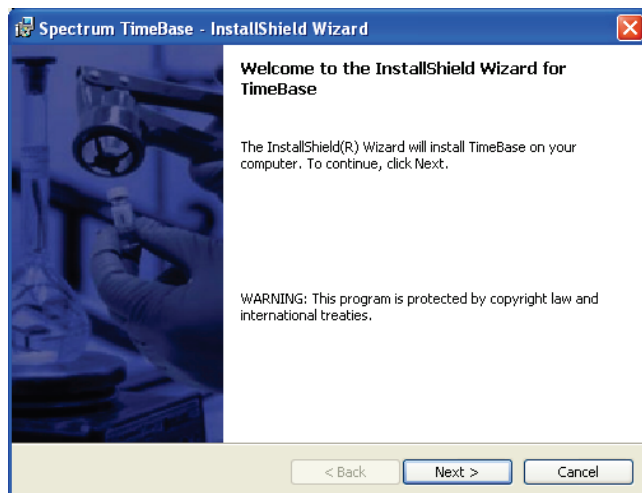 Spectrum TimeBase - InstallShield Wizard
Welcome to the InstallShield Wizard for
TimeBase
The InstallShield(R) Wizard will install TimeBase on your
computer. To continue, click Next.
WARNING: This program is protected by copyright law and
international treaties.
< Back Next > Cancel